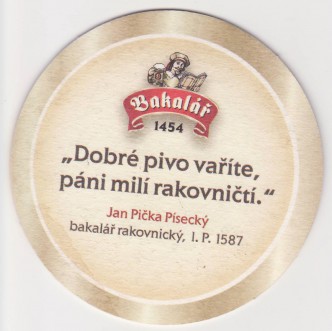 Bakalář
1454
„Dobré pivo vaříte,
páni milí rakovničtí.“
Jan Pička Písecký
bakalář rakovnický, l. P. 1587